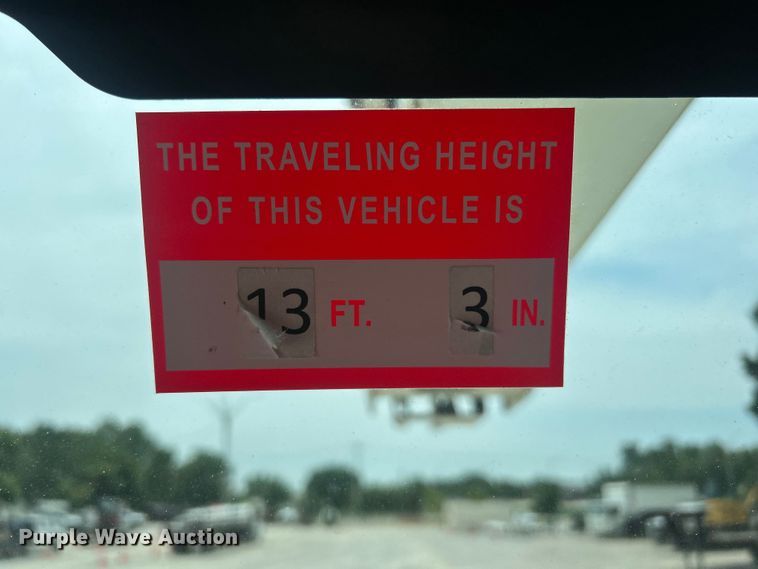 THE TRAVELING HEIGHT
OF THIS VEHICLE IS
13 FT. 3 IN.
Purple Wave Auction